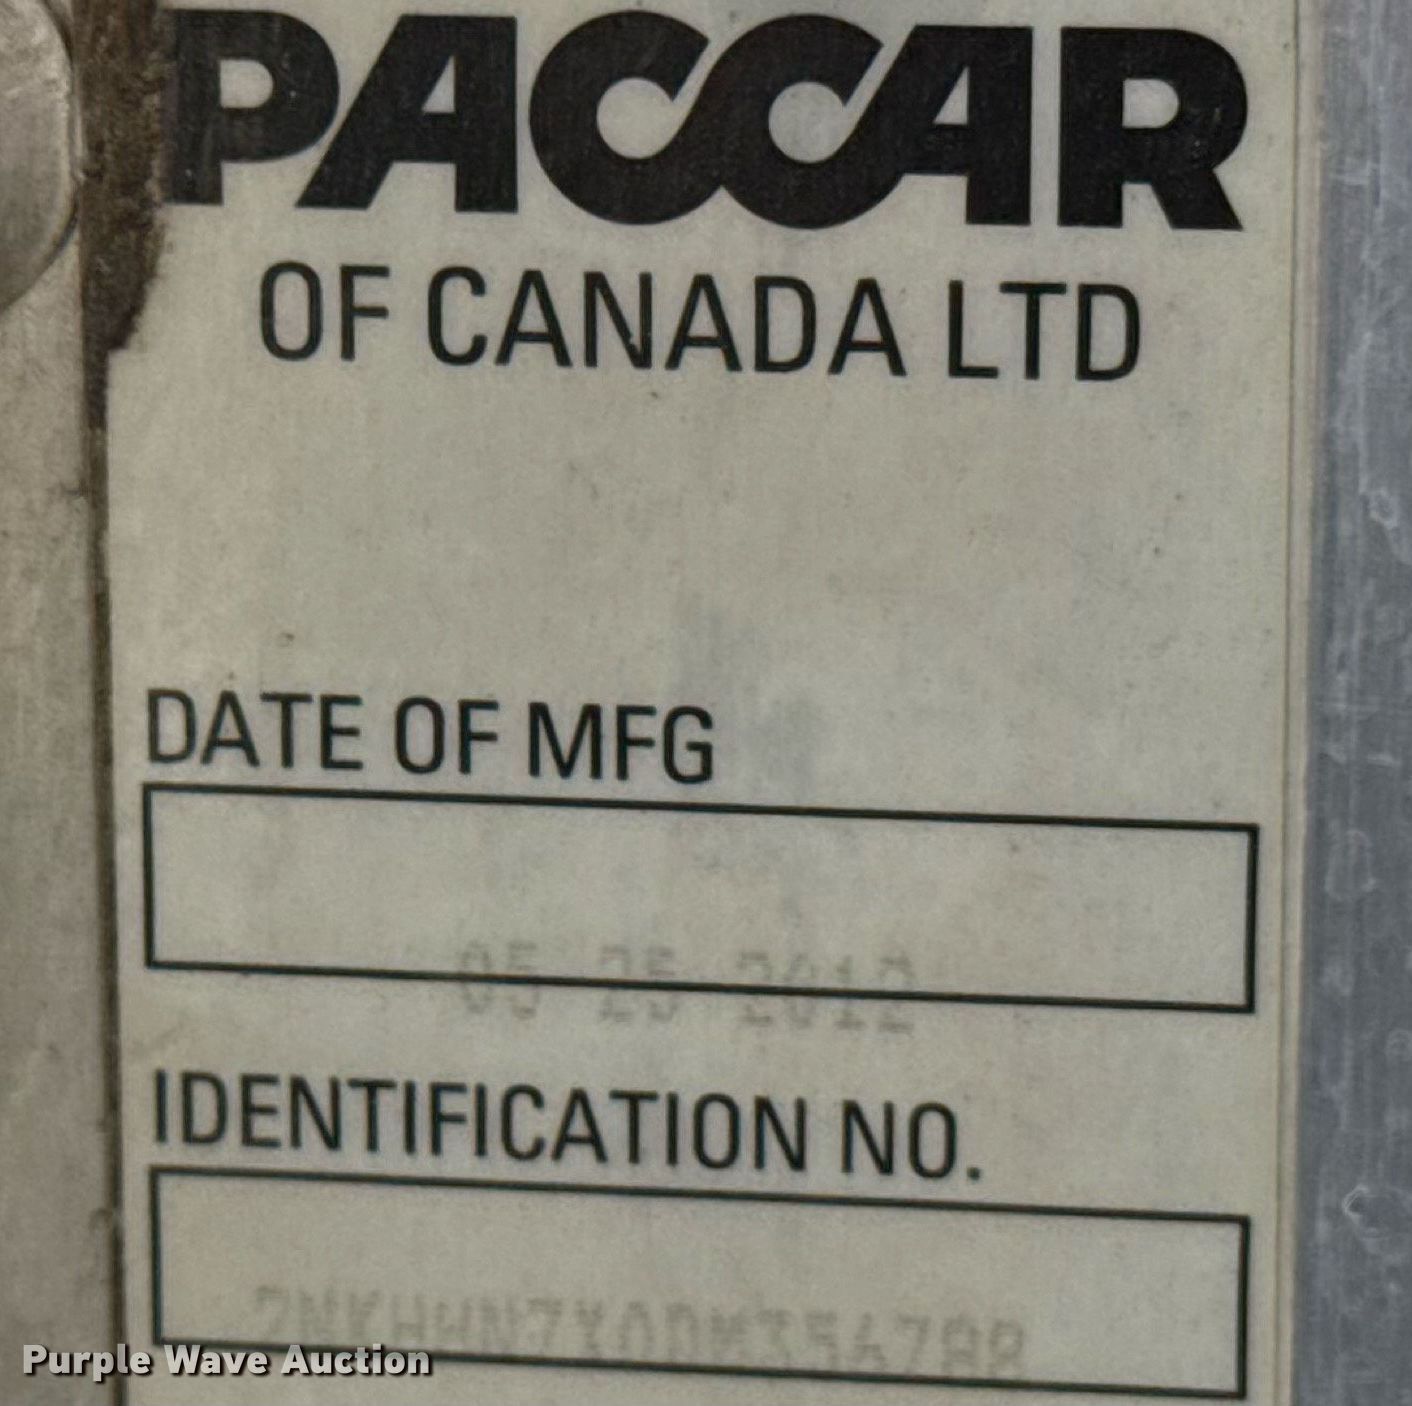 PACCAR
OF CANADA LTD
DATE OF MFG
05 25 2012
IDENTIFICATION NO.
Purple Wave Auction